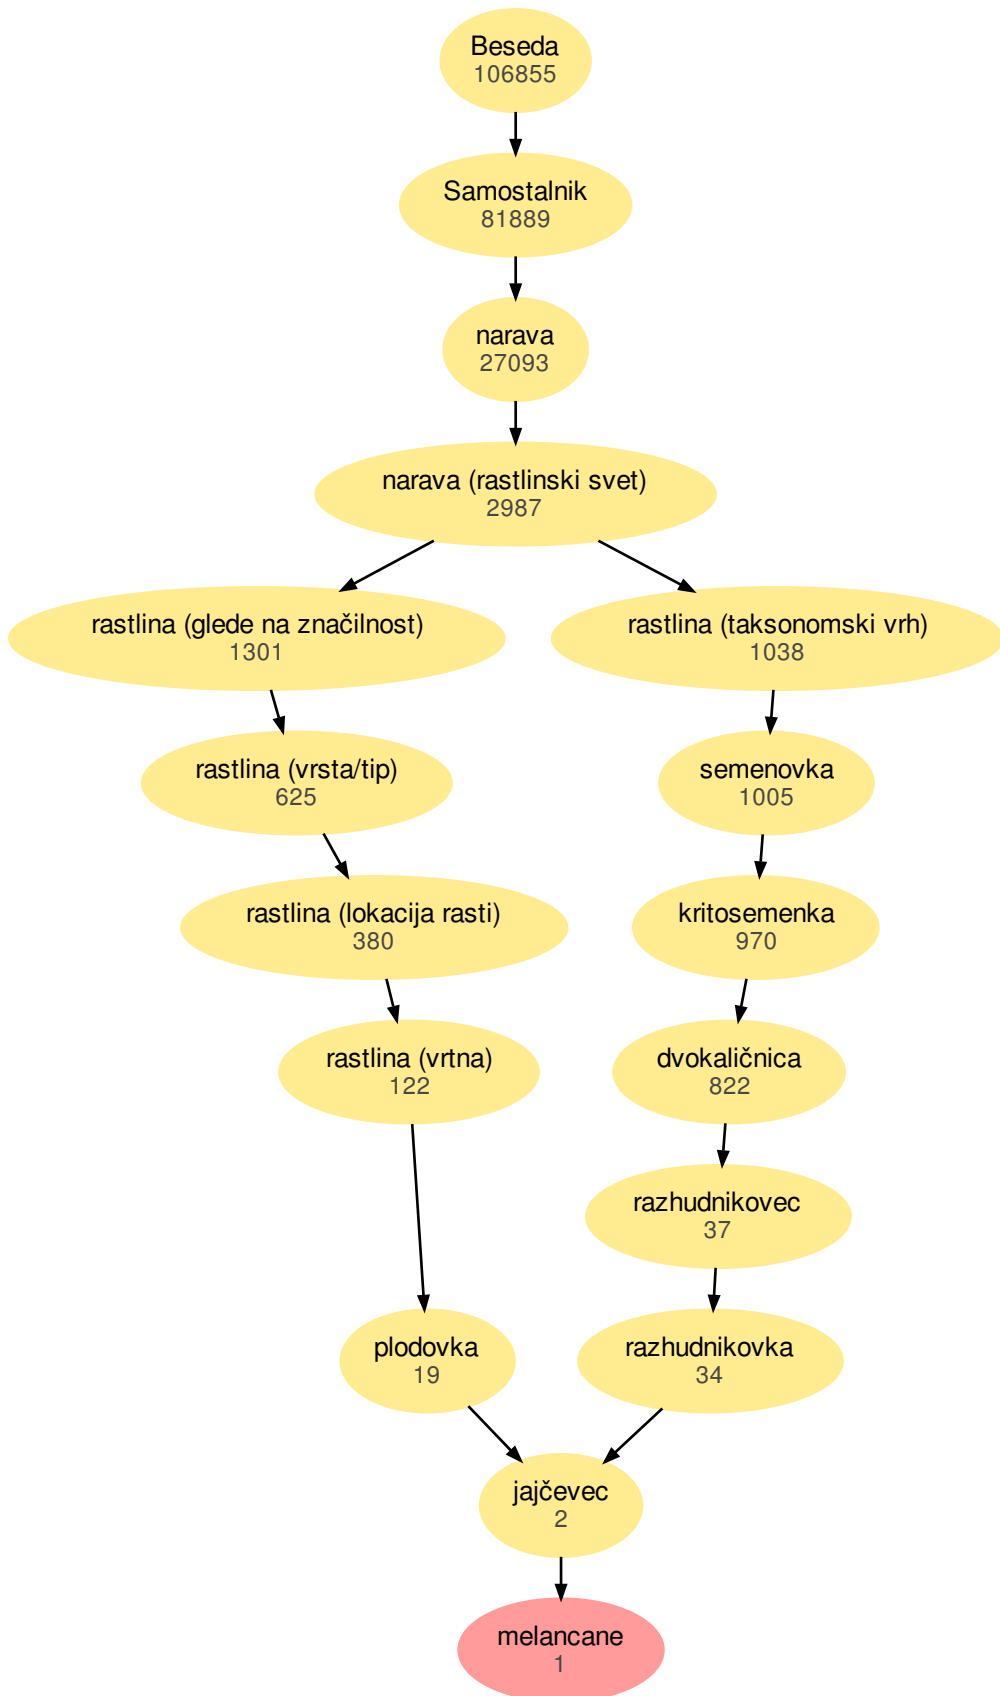 Beseda
106855
Samostalnik
81889
narava
27093
narava (rastlinski svet)
2987
rastlina (glede na značilnost)
1301
rastlina (taksonomski vrh)
1038
rastlina (vrsta/tip)
625
semenovka
1005
rastlina (lokacija rasti)
380
kritosemenka
970
rastlina (vrtna)
122
dvokaličnica
822
razhudnikovec
37
plodovka
19
razhudnikovka
34
jajčevec
2
melancane
1